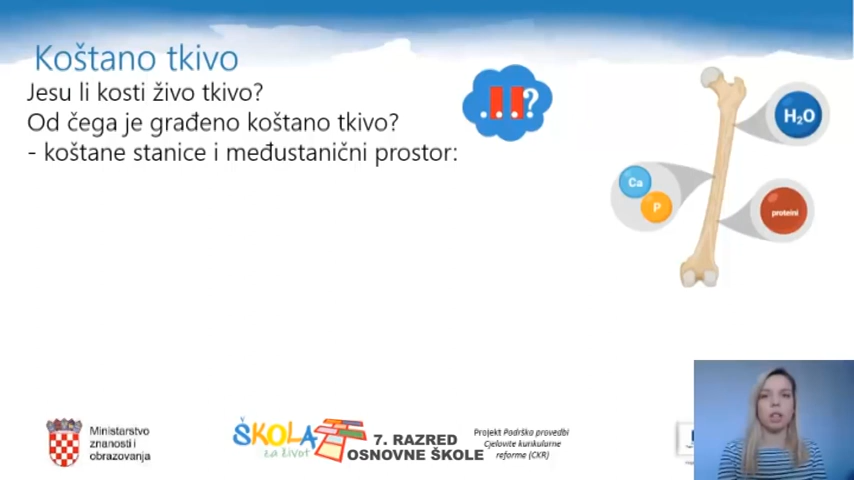 Koštano tkivo
Jesu li kosti živo tkivo?
Od čega je građeno koštano tkivo?
- koštane stanice i međustanični prostor:
...!!?
H₂O
Ca
P
proteini
Ministarstvo
znanosti i
obrazovanja
ŠKOLA
za život
7. RAZRED
OSNOVNE ŠKOLE
Projekt Podrška provedbi
Cjelovite kurikularne
reforme (CKR)